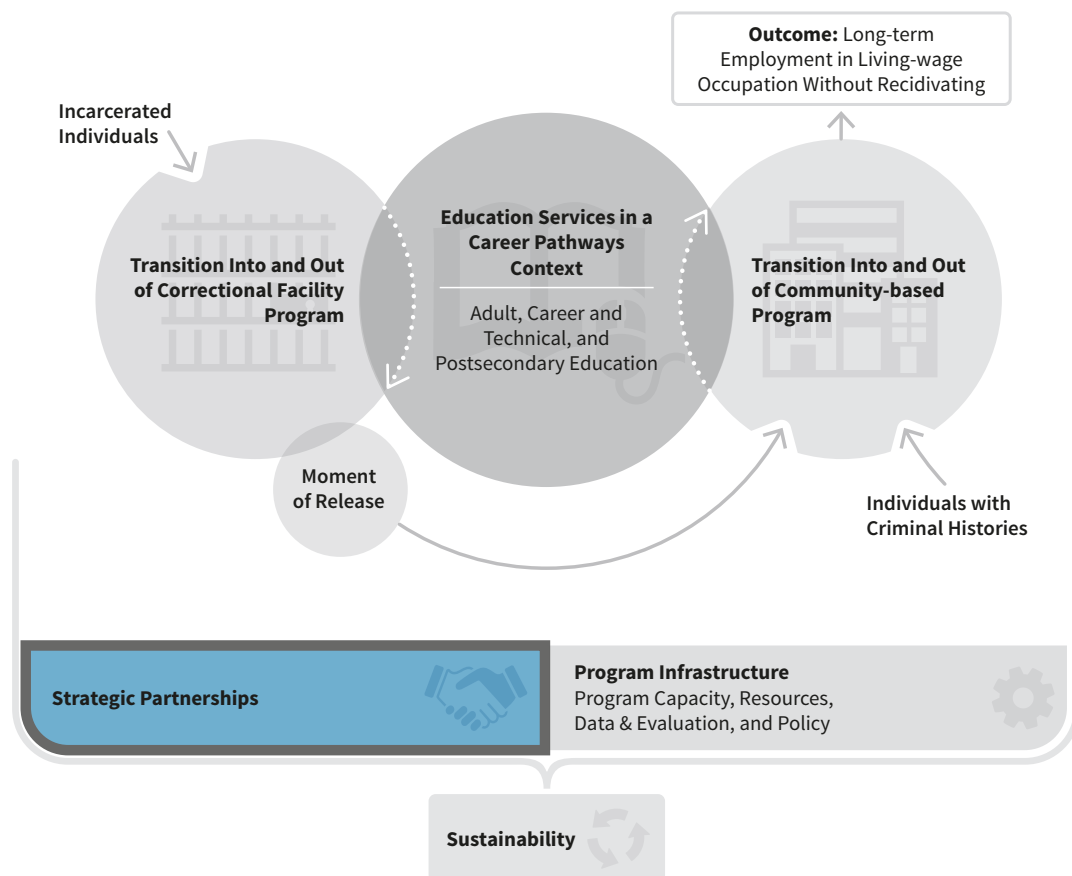 Outcome: Long-term
Employment in Living-wage
Occupation Without Recidivating
Incarcerated
Individuals
Transition Into and Out
of Correctional Facility
Program
Education Services in a
Career Pathways
Context
Adult, Career and
Technical, and
Postsecondary Education
Transition Into and Out
of Community-based
Program
Moment
of Release
Individuals with
Criminal Histories
Strategic Partnerships
Program Infrastructure
Program Capacity, Resources,
Data & Evaluation, and Policy
Sustainability